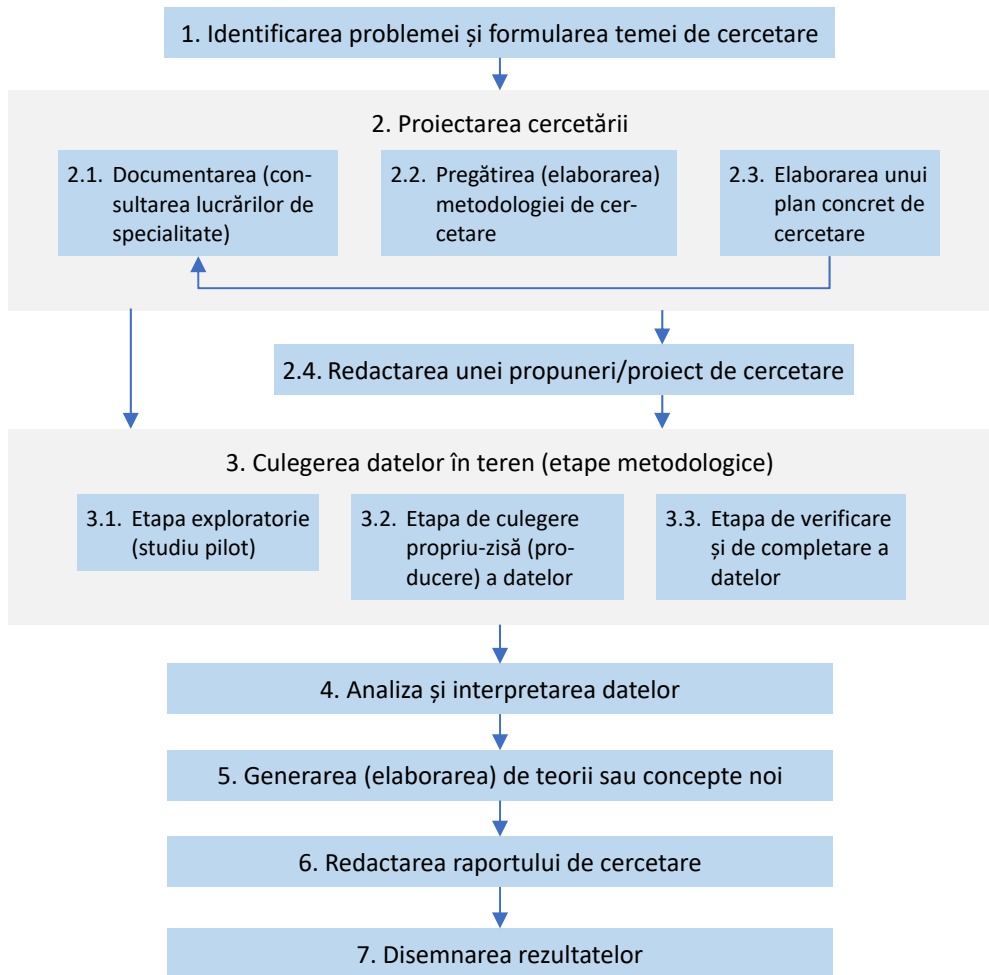 1. Identificarea problemei și formularea temei de cercetare
2. Proiectarea cercetării
2.1. Documentarea (con-
sultarea lucrărilor de
specialitate)
2.2. Pregătirea (elaborarea)
metodologiei de cer-
cetare
2.3. Elaborarea unui
plan concret de
cercetare
2.4. Redactarea unei propuneri/proiect de cercetare
3. Culegerea datelor în teren (etape metodologice)
3.1. Etapa exploratorie
(studiu pilot)
3.2. Etapa de culegere
propriu-zisă (pro-
ducere) a datelor
3.3. Etapa de verificare
și de completare a
datelor
4. Analiza și interpretarea datelor
5. Generarea (elaborarea) de teorii sau concepte noi
6. Redactarea raportului de cercetare
7. Disemnarea rezultatelor